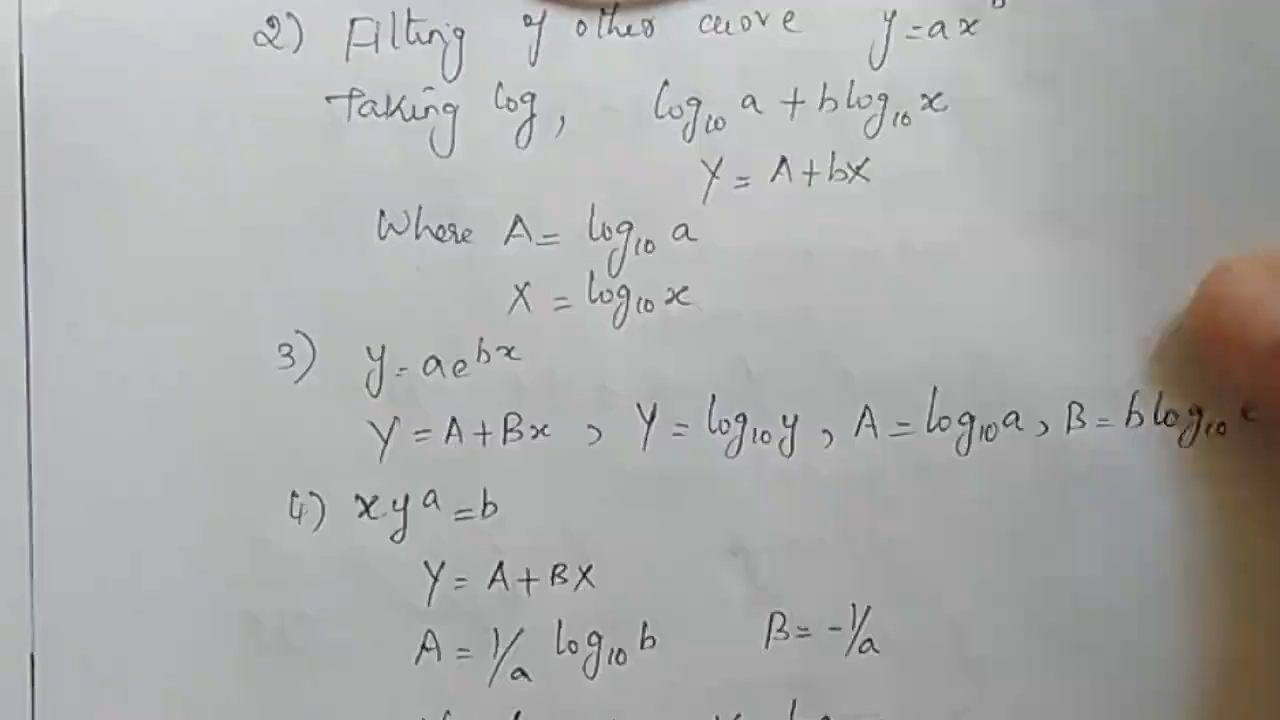 2) Fitting of other curve y=ax^b
Taking log, log₁₀ a + b log₁₀ x
Y = A + bX
Where A = log₁₀ a
X = log₁₀ x
3) y = ae^bx
Y = A + Bx , Y = log₁₀ y , A = log₁₀ a , B = b log₁₀ e
4) xy^a = b
Y = A + BX
A = 1/a log₁₀ b B = -1/a